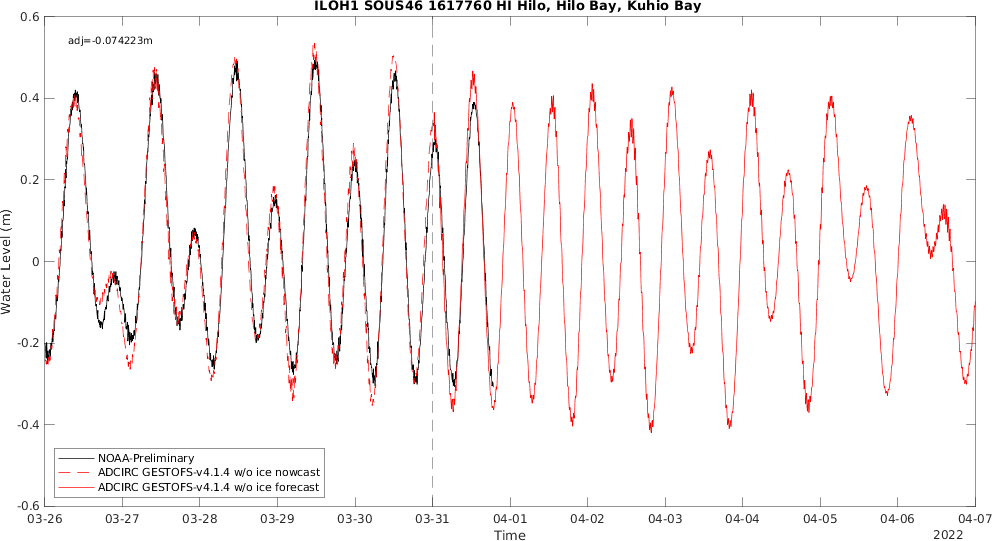 ILOH1 SOUS46 1617760 HI Hilo, Hilo Bay, Kuhio Bay
adj=-0.074223m
0.6
0.4
0.2
0
-0.2
-0.4
-0.6
Water Level (m)
NOAA-Preliminary
ADCIRC GESTOFS-v4.1.4 w/o ice nowcast
ADCIRC GESTOFS-v4.1.4 w/o ice forecast
03-26 03-27 03-28 03-29 03-30 03-31 04-01 04-02 04-03 04-04 04-05 04-06 04-07
Time
2022